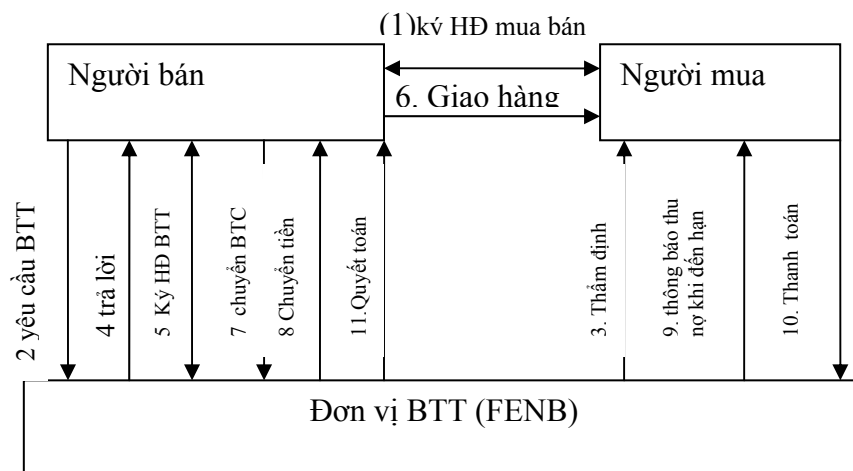 (1)ký HĐ mua bán
Người bán
Người mua
6. Giao hàng
2 yêu cầu BTT
4 trả lời
5 Ký HĐ BTT
7 chuyển BTC
8 Chuyển tiền
11.Quyết toán
3. Thẩm định
9. thông báo thu
nợ khi đến hạn
10. Thanh toán
Đơn vị BTT (FENB)